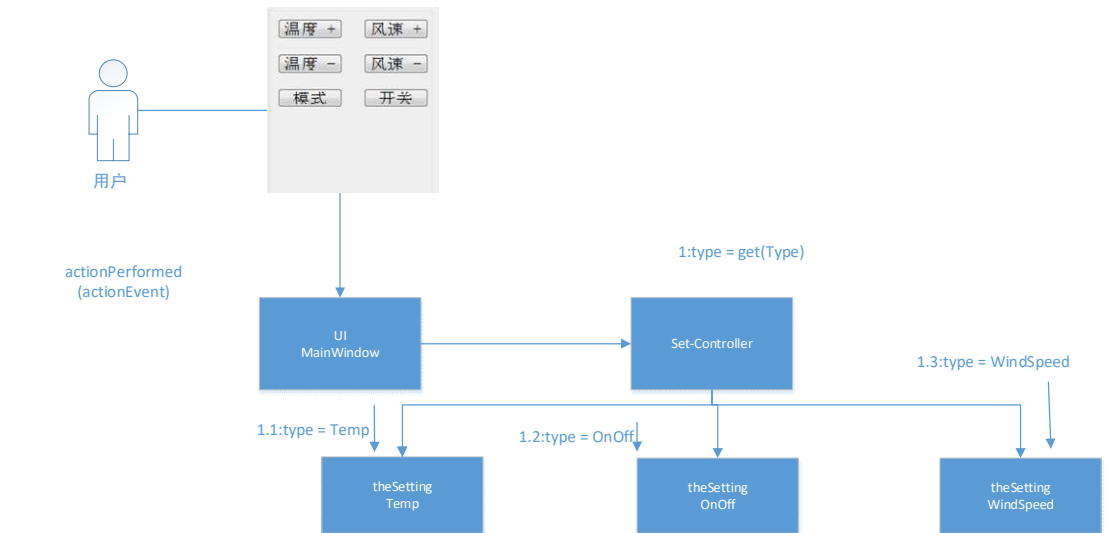 温度 +
风速 +
温度 -
风速 -
模式
开关
用户
actionPerformed
(actionEvent)
1:type = get(Type)
UI
MainWindow
Set-Controller
1.3:type = WindSpeed
1.1:type = Temp
1.2:type = OnOff
theSetting
Temp
theSetting
OnOff
theSetting
WindSpeed